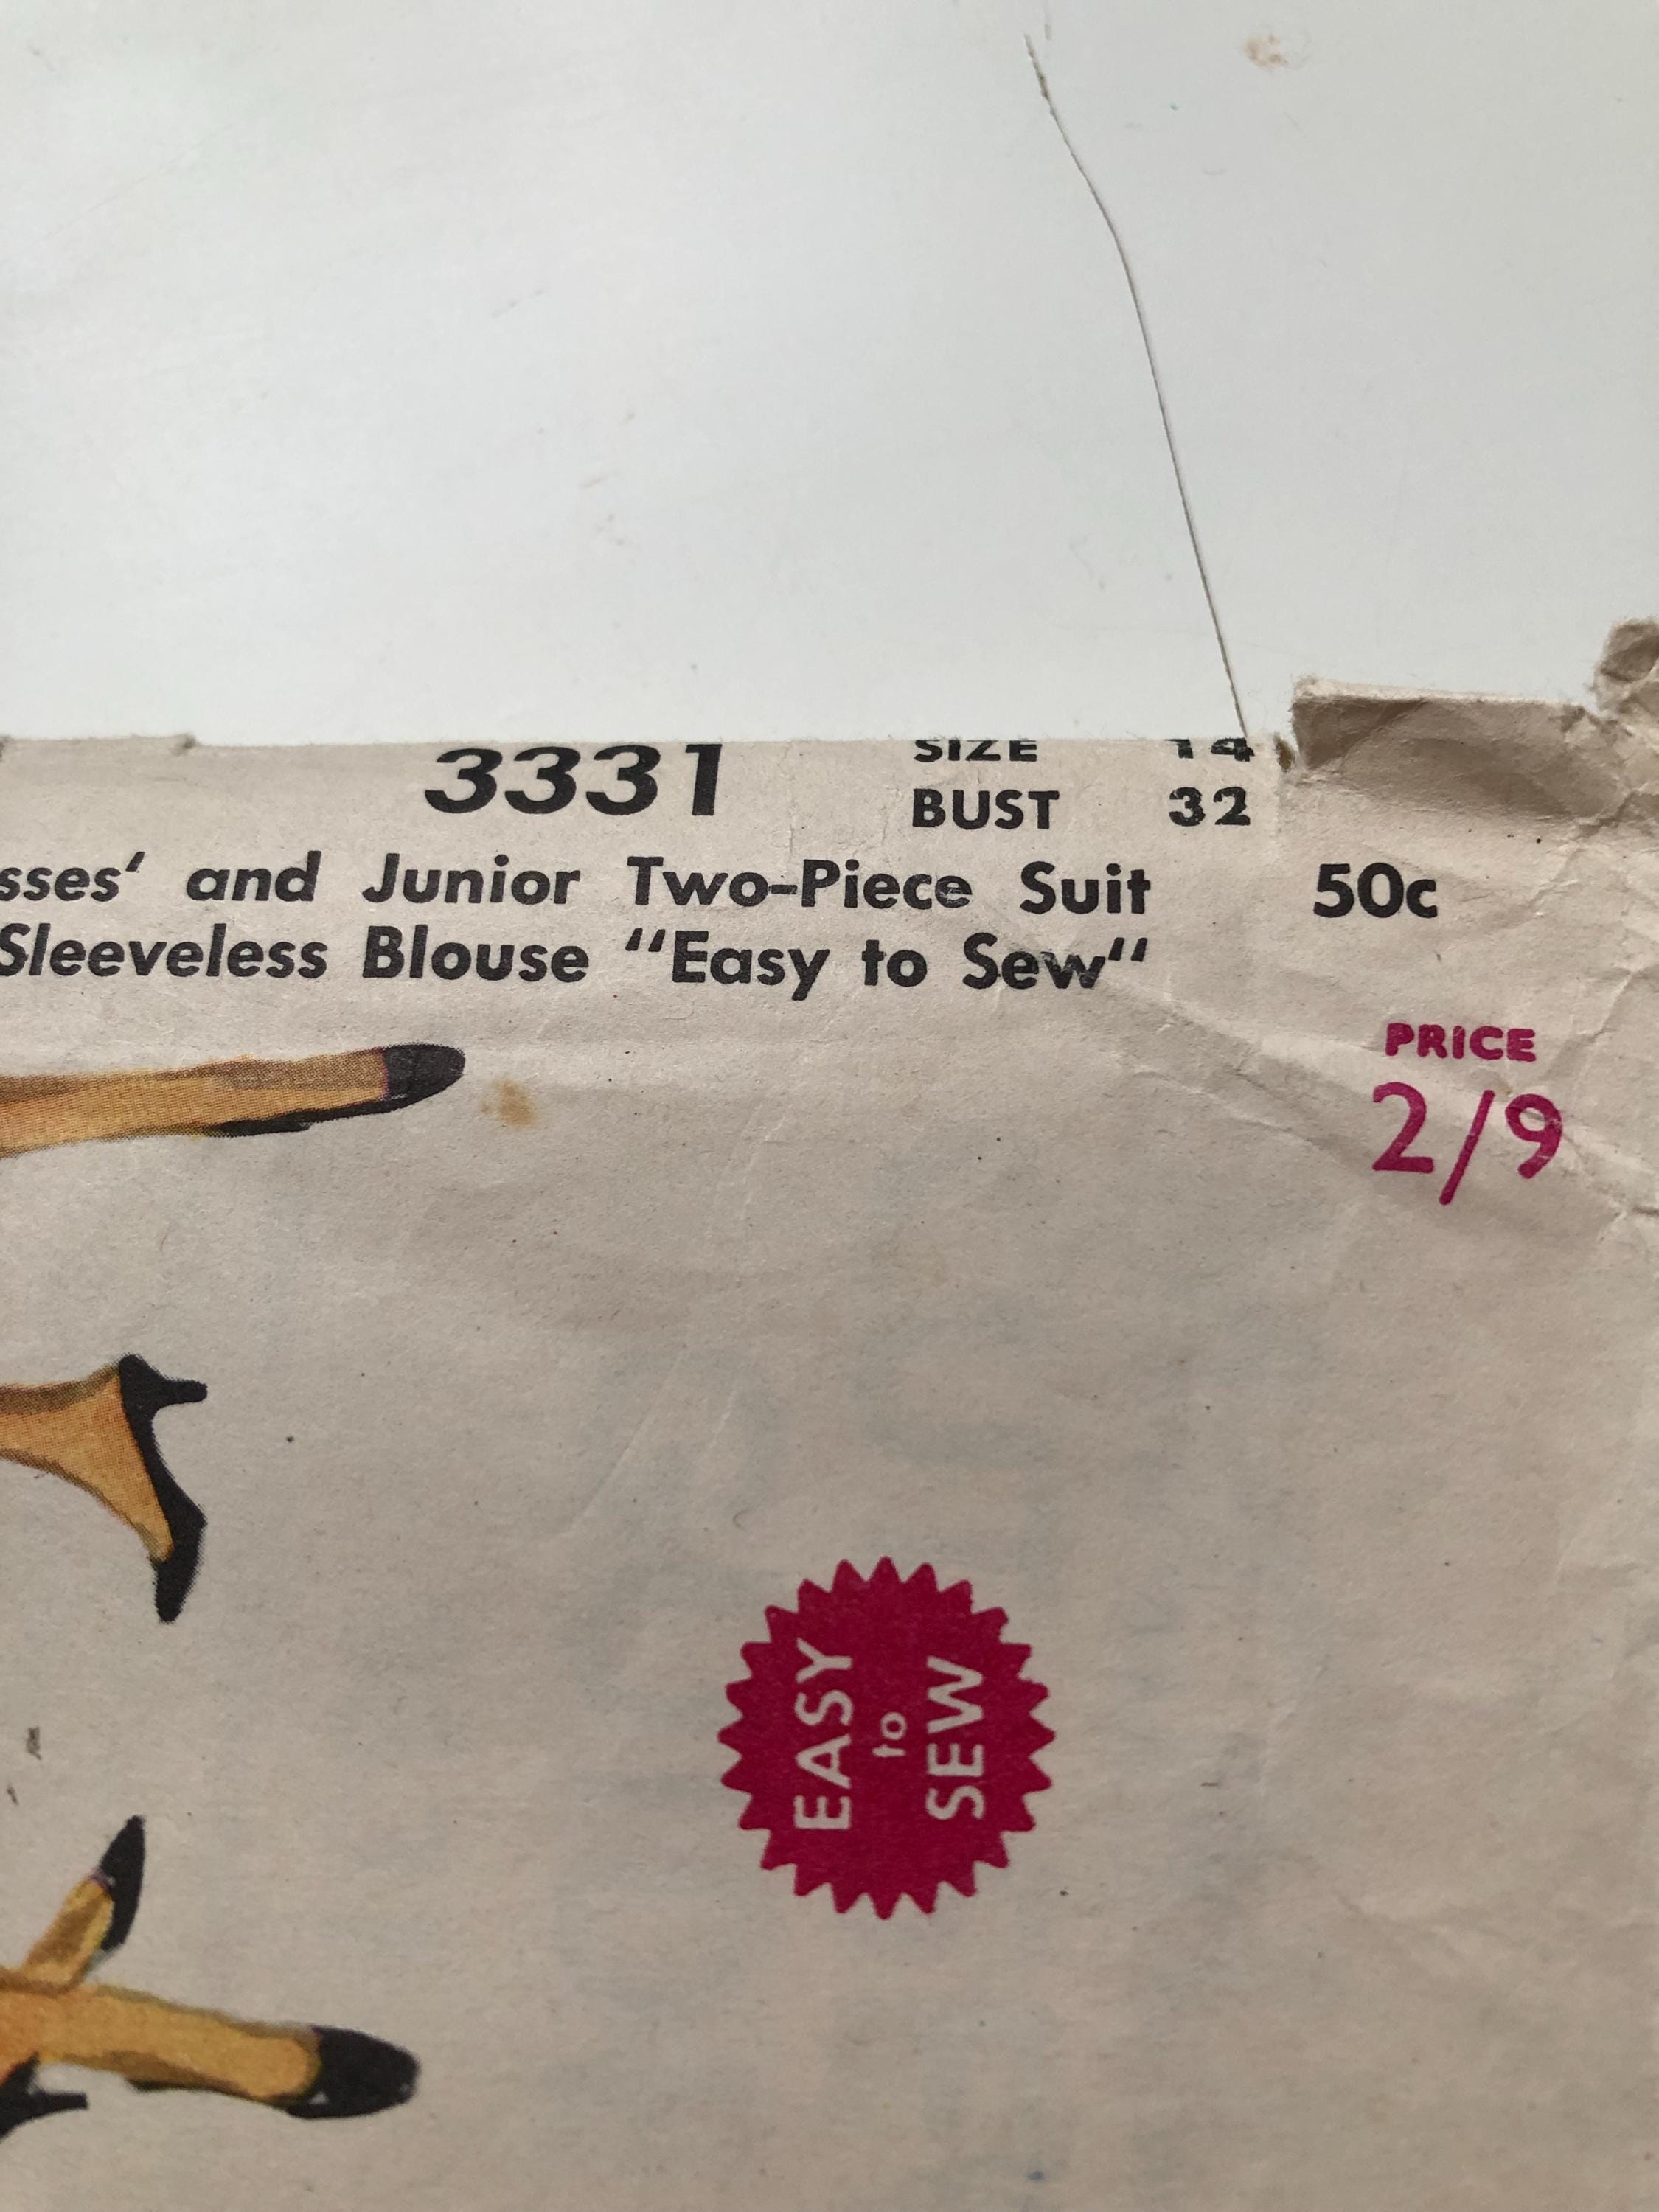 3331 SIZE 14
BUST 32
sses' and Junior Two-Piece Suit 50c
Sleeveless Blouse "Easy to Sew"
PRICE
2/9
EASY
to
SEW